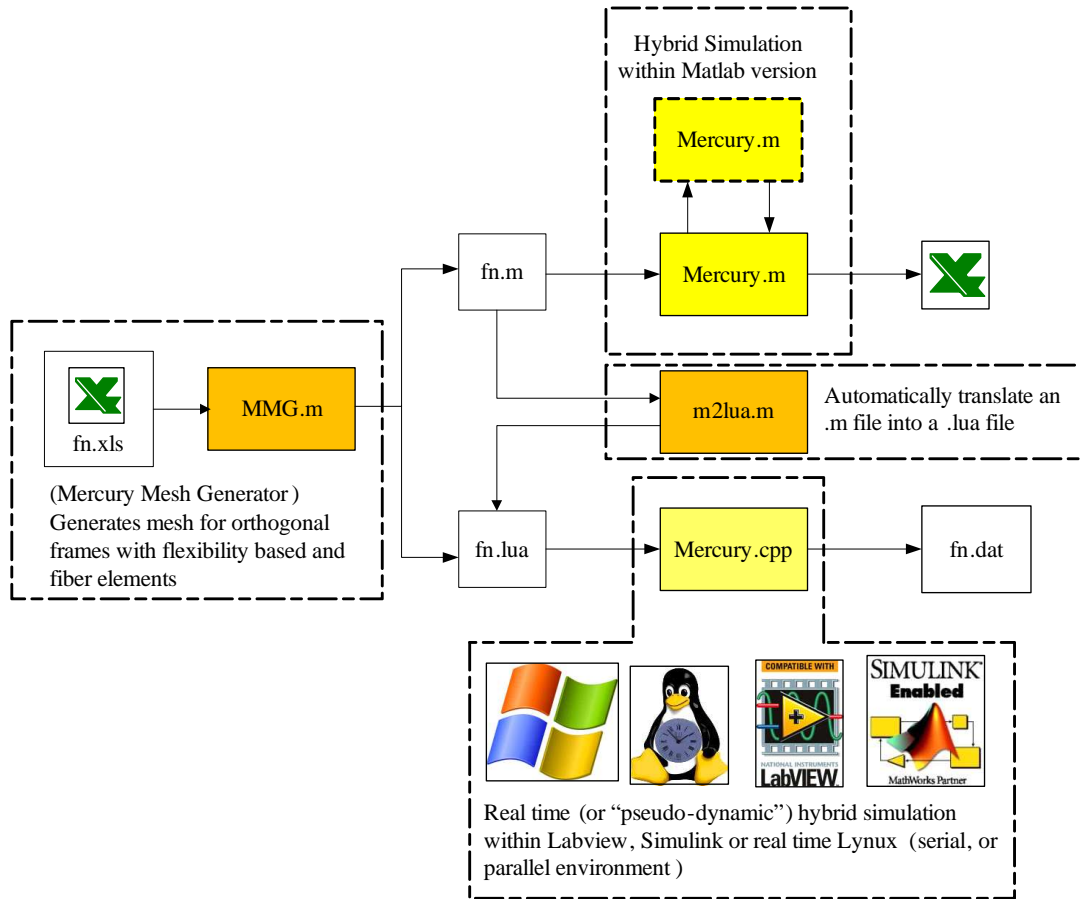 Hybrid Simulation
within Matlab version
Mercury.m
fn.m
Mercury.m
fn.xls
MMG.m
m2lua.m
Automatically translate an
.m file into a .lua file
(Mercury Mesh Generator)
Generates mesh for orthogonal
frames with flexibility based and
fiber elements
fn.lua
Mercury.cpp
fn.dat
COMPATIBLE WITH
NATIONAL INSTRUMENTS
LabVIEW™
SIMULINK®
Enabled
MathWorks Partner
Real time (or “pseudo-dynamic”) hybrid simulation
within Labview, Simulink or real time Lynux (serial, or
parallel environment )